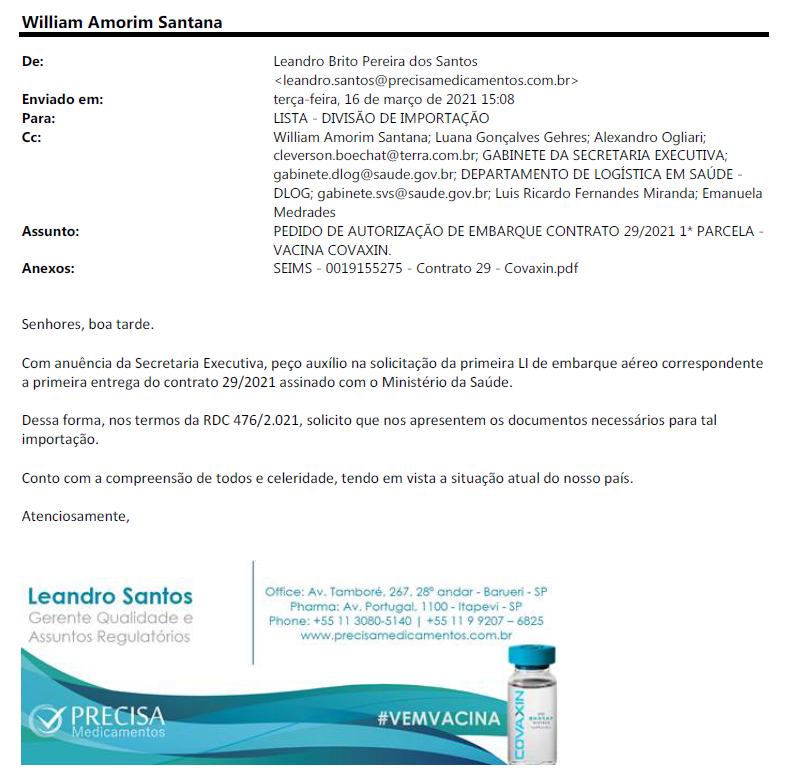 William Amorim Santana
De: Leandro Brito Pereira dos Santos
<leandro.santos@precisamedicamentos.com.br>
Enviado em: terça-feira, 16 de março de 2021 15:08
Para: LISTA - DIVISÃO DE IMPORTAÇÃO
Cc: William Amorim Santana; Luana Gonçalves Gehres; Alexandro Ogliari;
cleverson.boechat@terra.com.br; GABINETE DA SECRETARIA EXECUTIVA;
gabinete.dlog@saude.gov.br; DEPARTAMENTO DE LOGÍSTICA EM SAÚDE -
DLOG; gabinete.svs@saude.gov.br; Luis Ricardo Fernandes Miranda; Emanuela
Medrades
Assunto: PEDIDO DE AUTORIZAÇÃO DE EMBARQUE CONTRATO 29/2021 1* PARCELA -
VACINA COVAXIN.
Anexos: SEIMS - 0019155275 - Contrato 29 - Covaxin.pdf
Senhores, boa tarde.
Com anuência da Secretaria Executiva, peço auxílio na solicitação da primeira LI de embarque aéreo correspondente
a primeira entrega do contrato 29/2021 assinado com o Ministério da Saúde.
Dessa forma, nos termos da RDC 476/2.021, solicito que nos apresentem os documentos necessários para tal
importação.
Conto com a compreensão de todos e celeridade, tendo em vista a situação atual do nosso país.
Atenciosamente,
Leandro Santos
Gerente Qualidade e
Assuntos Regulatórios
Office: Av. Tamboré, 267, 28º andar - Barueri - SP
Pharma: Av. Portugal, 1100 - Itapevi - SP
Phone: +55 11 3080-5140 | +55 11 9 9207 – 6825
www.precisamedicamentos.com.br
PRECISA
Medicamentos
#VEMVACINA
COVAXIN
BHARAT